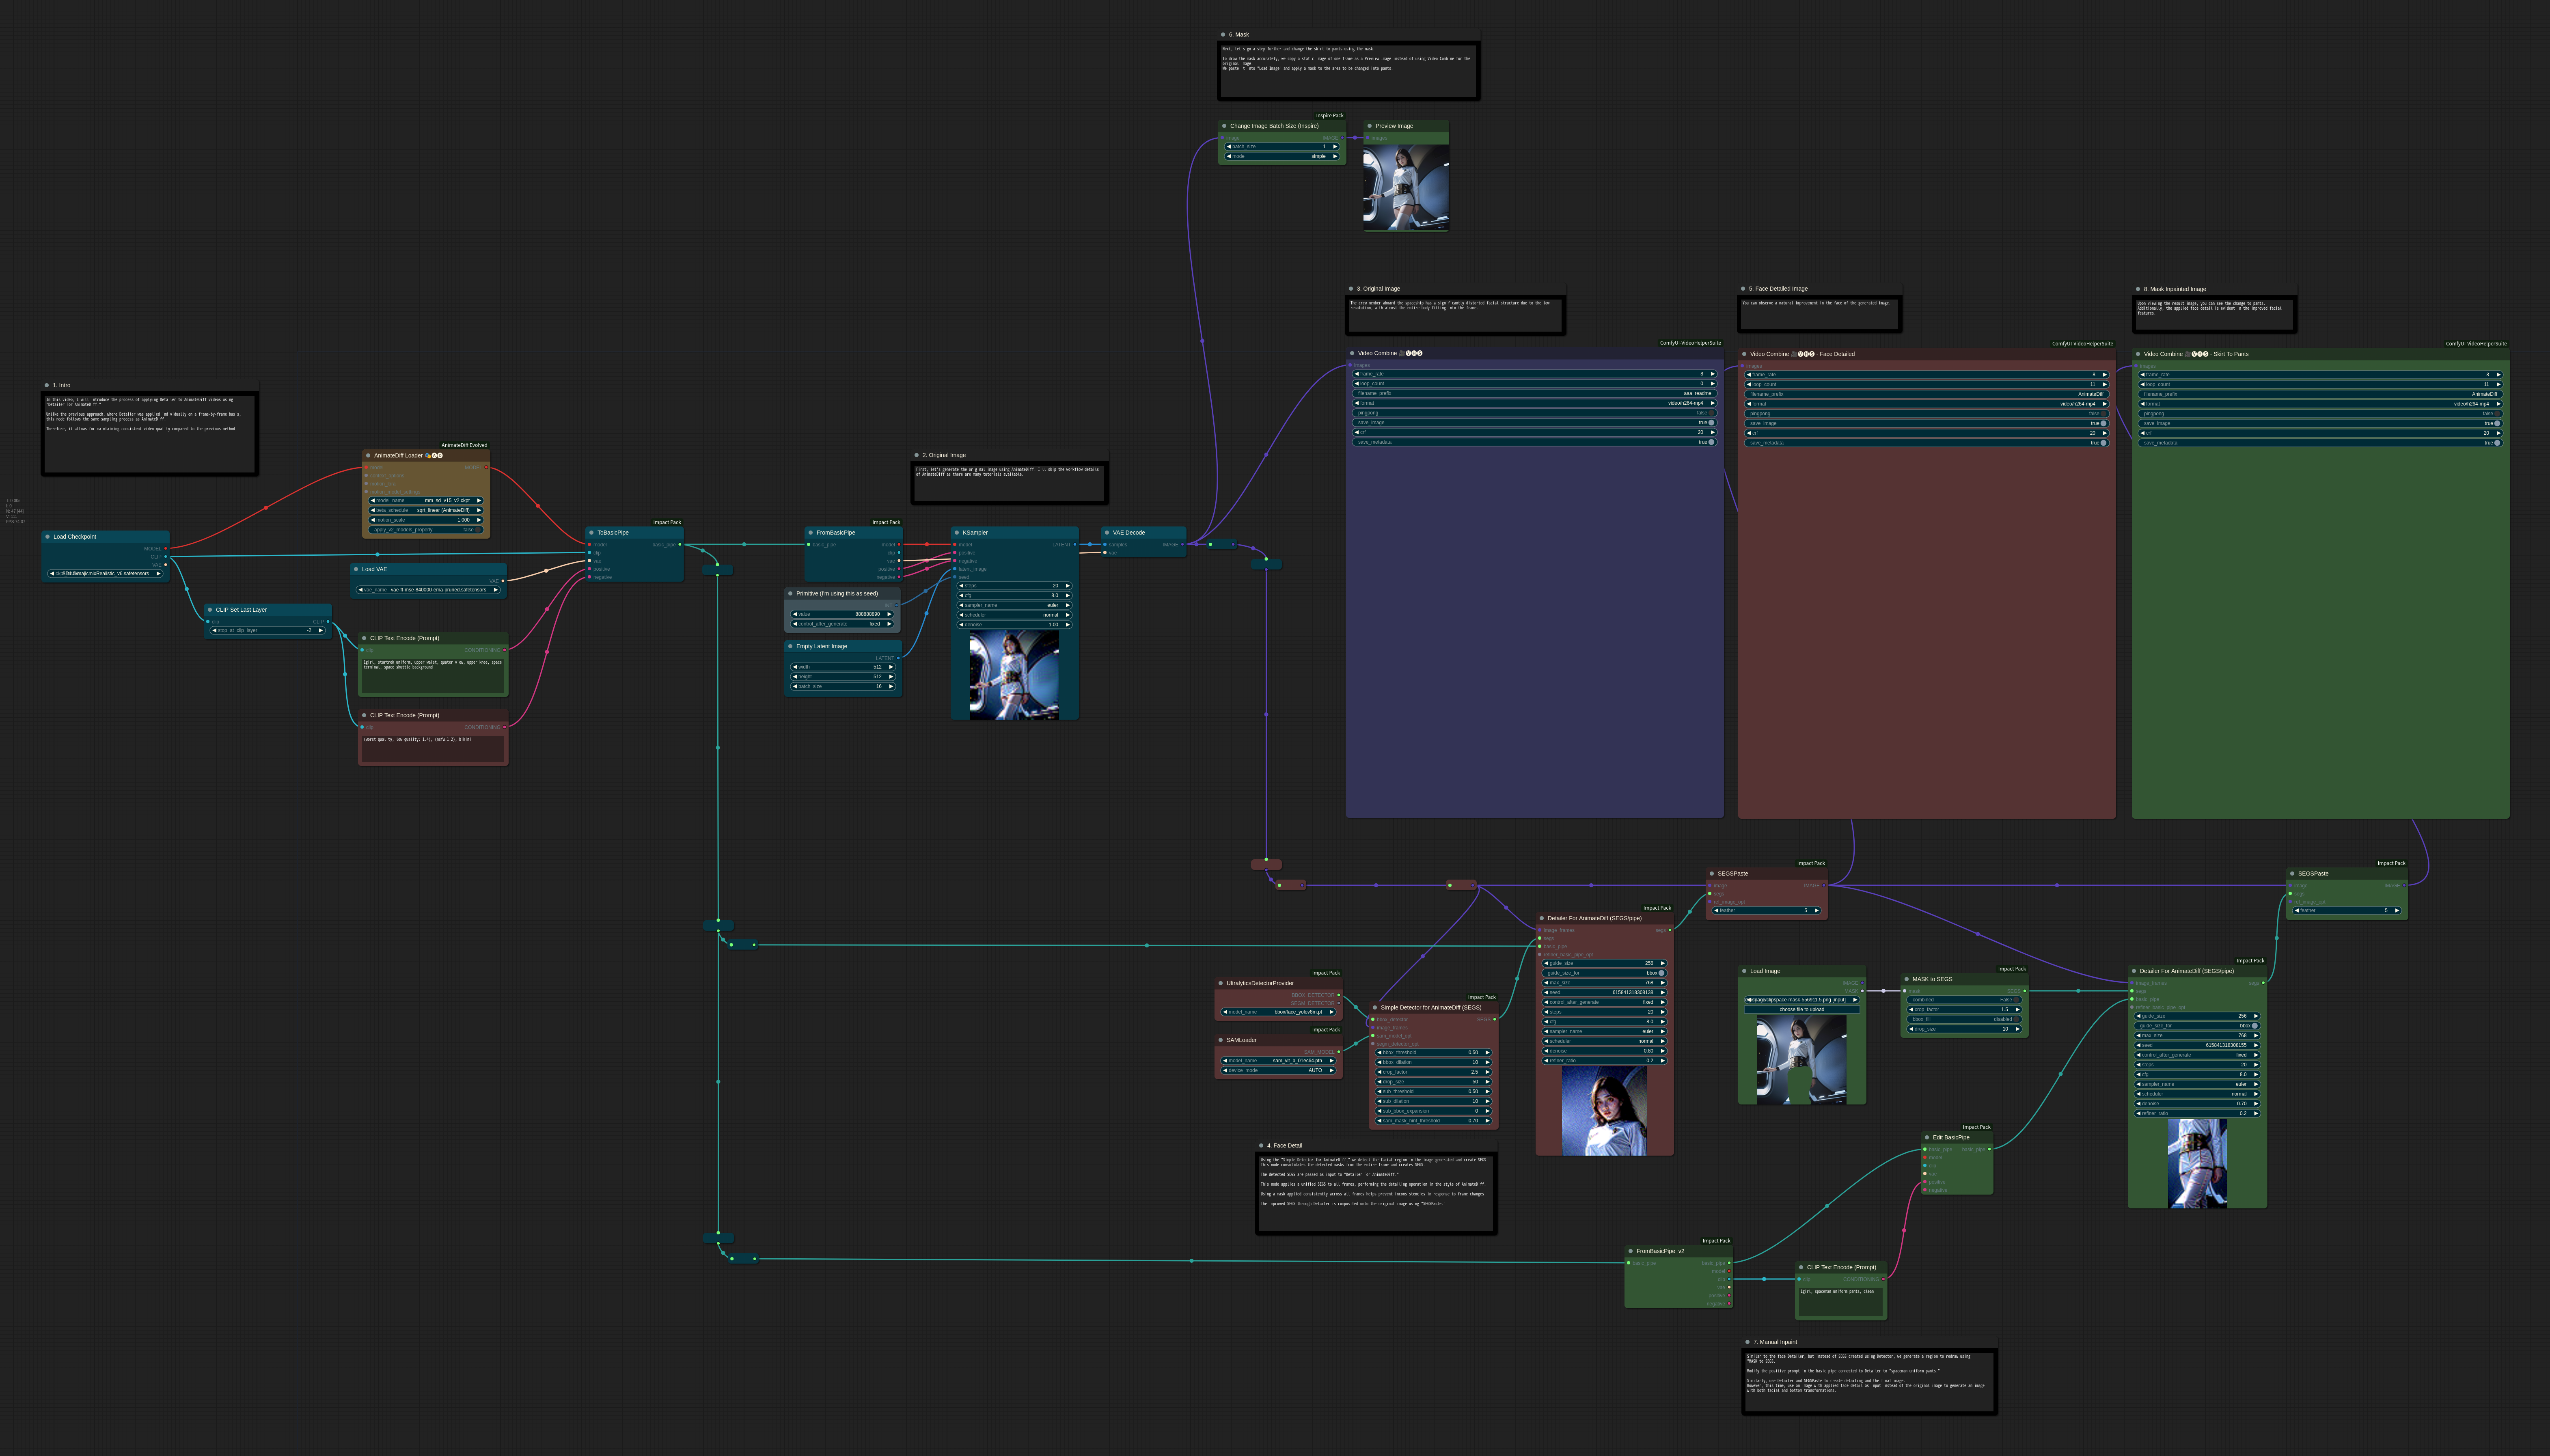 6. Mask
Next, let's go a step further and change the skirt to pants using the mask.
To draw the mask accurately, we copy a static image of one frame as a Preview Image instead of using Video Combine for the
original image.
We paste it into "Load Image" and apply a mask to the area to be changed into pants.
Inspire Pack
Change Image Batch Size (Inspire)
image IMAGE
batch_size 1
mode simple
Preview Image
images
3. Original Image
The crew member aboard the spaceship has a significantly distorted facial structure due to the low
resolution, with almost the entire body fitting into the frame.
5. Face Detailed Image
You can observe a natural improvement in the face of the generated image.
8. Mask Inpainted Image
Upon viewing the result image, you can see the change to pants.
Additionally, the applied face detail is evident in the improved facial
features.
ComfyUI-VideoHelperSuite
Video Combine 🎥🅥🅗🅢
images
frame_rate 8
loop_count 0
filename_prefix aaa_readme
format video/h264-mp4
pingpong false
save_image true
crf 20
save_metadata true
ComfyUI-VideoHelperSuite
Video Combine 🎥🅥🅗🅢 - Face Detailed
images
frame_rate 8
loop_count 11
filename_prefix AnimateDiff
format video/h264-mp4
pingpong false
save_image true
crf 20
save_metadata true
ComfyUI-VideoHelperSuite
Video Combine 🎥🅥🅗🅢 - Skirt To Pants
images
frame_rate 8
loop_count 11
filename_prefix AnimateDiff
format video/h264-mp4
pingpong false
save_image true
crf 20
save_metadata true
1. Intro
In this video, I will introduce the process of applying Detailer to AnimateDiff videos using
"Detailer For AnimateDiff."
Unlike the previous approach, where Detailer was applied individually on a frame-by-frame basis,
this node follows the same sampling process as AnimateDiff.
Therefore, it allows for maintaining consistent video quality compared to the previous method.
AnimateDiff Evolved
AnimateDiff Loader 🎭🅐🅓
model MODEL
model_name mm_sd_v15_v2.ckpt
beta_schedule sqrt_linear (AnimateDiff)
motion_scale 1.000
apply_v2_models_property false
Load Checkpoint
MODEL
CLIP
VAE
Load VAE
VAE
vae_name vae-ft-mse-840000-ema-pruned.safetensors
CLIP Set Last Layer
clip CLIP
stop_at_clip_layer -2
CLIP Text Encode (Prompt)
clip CONDITIONING
1girl, startrek uniform, upper waist, quater view, upper knee, space
terminal, space shuttle background
CLIP Text Encode (Prompt)
clip CONDITIONING
(worst quality, low quality: 1.4), (nsfw:1.2), bikini
Impact Pack
ToBasicPipe
model basic_pipe
clip
vae
positive
negative
2. Original Image
First, let's generate the original image using AnimateDiff. I'll skip the workflow details
of AnimateDiff as there are many tutorials available.
Impact Pack
FromBasicPipe
basic_pipe model
clip
vae
positive
negative
Primitive (I'm using this as seed)
INT
value 888888890
control_after_generate fixed
Empty Latent Image
LATENT
width 512
height 512
batch_size 16
KSampler
model LATENT
positive
negative
latent_image
seed
steps 20
cfg 8.0
sampler_name euler
scheduler normal
denoise 1.00
VAE Decode
samples IMAGE
vae
Impact Pack
UltralyticsDetectorProvider
BBOX_DETECTOR
SEGM_DETECTOR
model_name bbox/face_yolov8m.pt
Impact Pack
SAMLoader
SAM_MODEL
model_name sam_vit_b_01ec64.pth
device_mode AUTO
Impact Pack
Simple Detector for AnimateDiff (SEGS)
bbox_detector SEGS
image_frames
sam_model_opt
segm_detector_opt
bbox_threshold 0.50
bbox_dilation 10
crop_factor 2.5
drop_size 50
sub_threshold 0.50
sub_dilation 10
sub_bbox_expansion 0
sam_mask_hint_threshold 0.70
4. Face Detail
Using the "Simple Detector for AnimateDiff," we detect the facial region in the image generated and create SEGS.
This node consolidates the detected masks from the entire frame and creates SEGS.
The detected SEGS are passed as input to "Detailer For AnimateDiff."
This node applies a unified SEGS to all frames, performing the detailing operation in the style of AnimateDiff.
Using a mask applied consistently across all frames helps prevent inconsistencies in response to frame changes.
The improved SEGS through Detailer is composited onto the original image using "SEGSPaste."
Impact Pack
Detailer For AnimateDiff (SEGS/pipe)
image_frames segs
segs
basic_pipe
refiner_basic_pipe_opt
guide_size 256
guide_size_for bbox
max_size 768
seed 615841318308138
control_after_generate fixed
steps 20
cfg 8.0
sampler_name euler
scheduler normal
denoise 0.80
refiner_ratio 0.2
Impact Pack
SEGSPaste
image IMAGE
segs
ref_image_opt
feather 5
Load Image
IMAGE
MASK
choose file to upload
Impact Pack
MASK to SEGS
mask SEGS
combined False
crop_factor 1.5
bbox_fill disabled
drop_size 10
Impact Pack
SEGSPaste
image IMAGE
segs
ref_image_opt
feather 5
Impact Pack
Detailer For AnimateDiff (SEGS/pipe)
image_frames segs
segs
basic_pipe
refiner_basic_pipe_opt
guide_size 256
guide_size_for bbox
max_size 768
seed 615841318308155
control_after_generate fixed
steps 20
cfg 8.0
sampler_name euler
scheduler normal
denoise 0.70
refiner_ratio 0.2
Impact Pack
Edit BasicPipe
basic_pipe basic_pipe
model
clip
vae
positive
negative
Impact Pack
FromBasicPipe_v2
basic_pipe basic_pipe
model
clip
vae
positive
negative
CLIP Text Encode (Prompt)
clip CONDITIONING
1girl, spaceman uniform pants, clean
7. Manual Inpaint
Similar to the face Detailer, but instead of SEGS created using Detector, we generate a region to redraw using
"MASK to SEGS."
Modify the positive prompt in the basic_pipe connected to Detailer to "spaceman uniform pants."
Similarly, use Detailer and SEGSPaste to create detailing and the final image.
However, this time, use an image with applied face detail as input instead of the original image to generate an image
with both facial and bottom transformations.